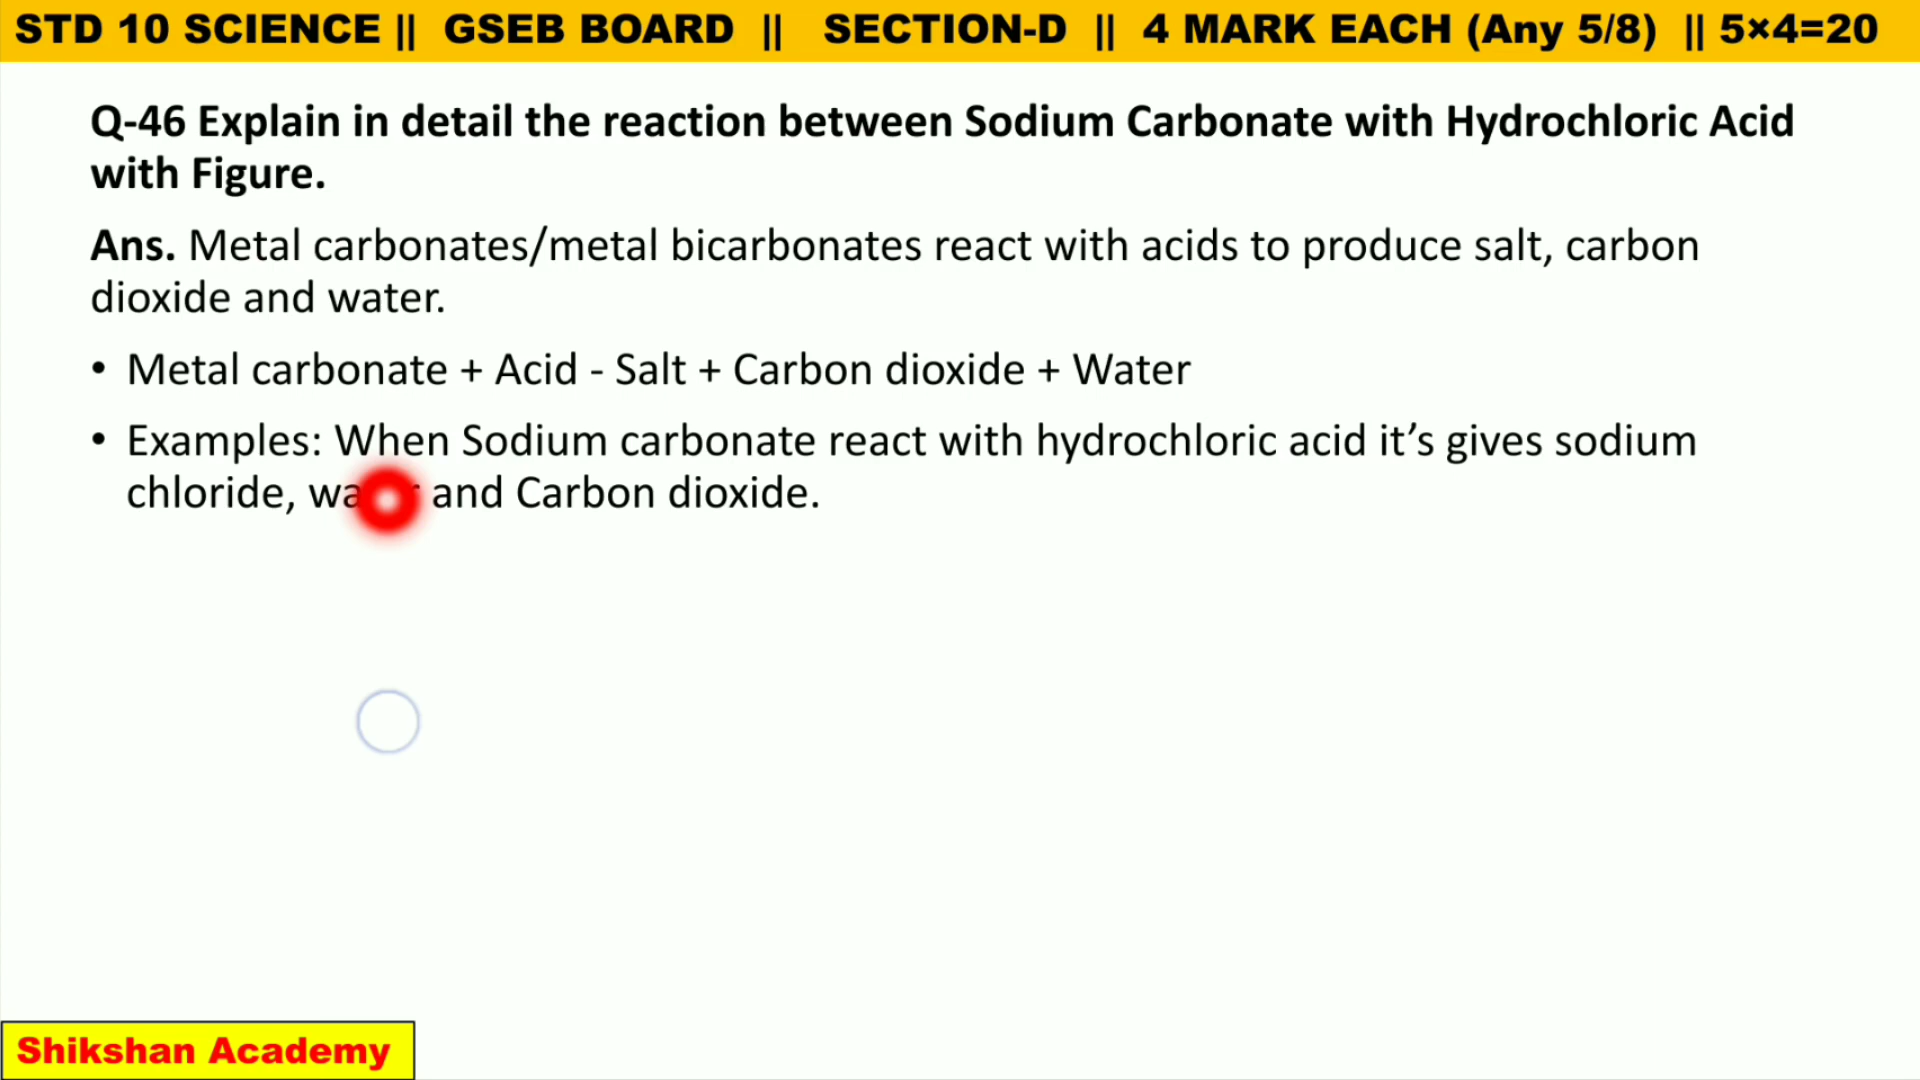 STD 10 SCIENCE || GSEB BOARD || SECTION-D || 4 MARK EACH (Any 5/8) || 5×4=20
Q-46 Explain in detail the reaction between Sodium Carbonate with Hydrochloric Acid
with Figure.
Ans. Metal carbonates/metal bicarbonates react with acids to produce salt, carbon
dioxide and water.
• Metal carbonate + Acid - Salt + Carbon dioxide + Water
• Examples: When Sodium carbonate react with hydrochloric acid it's gives sodium
chloride, and Carbon dioxide.
Shikshan Academy